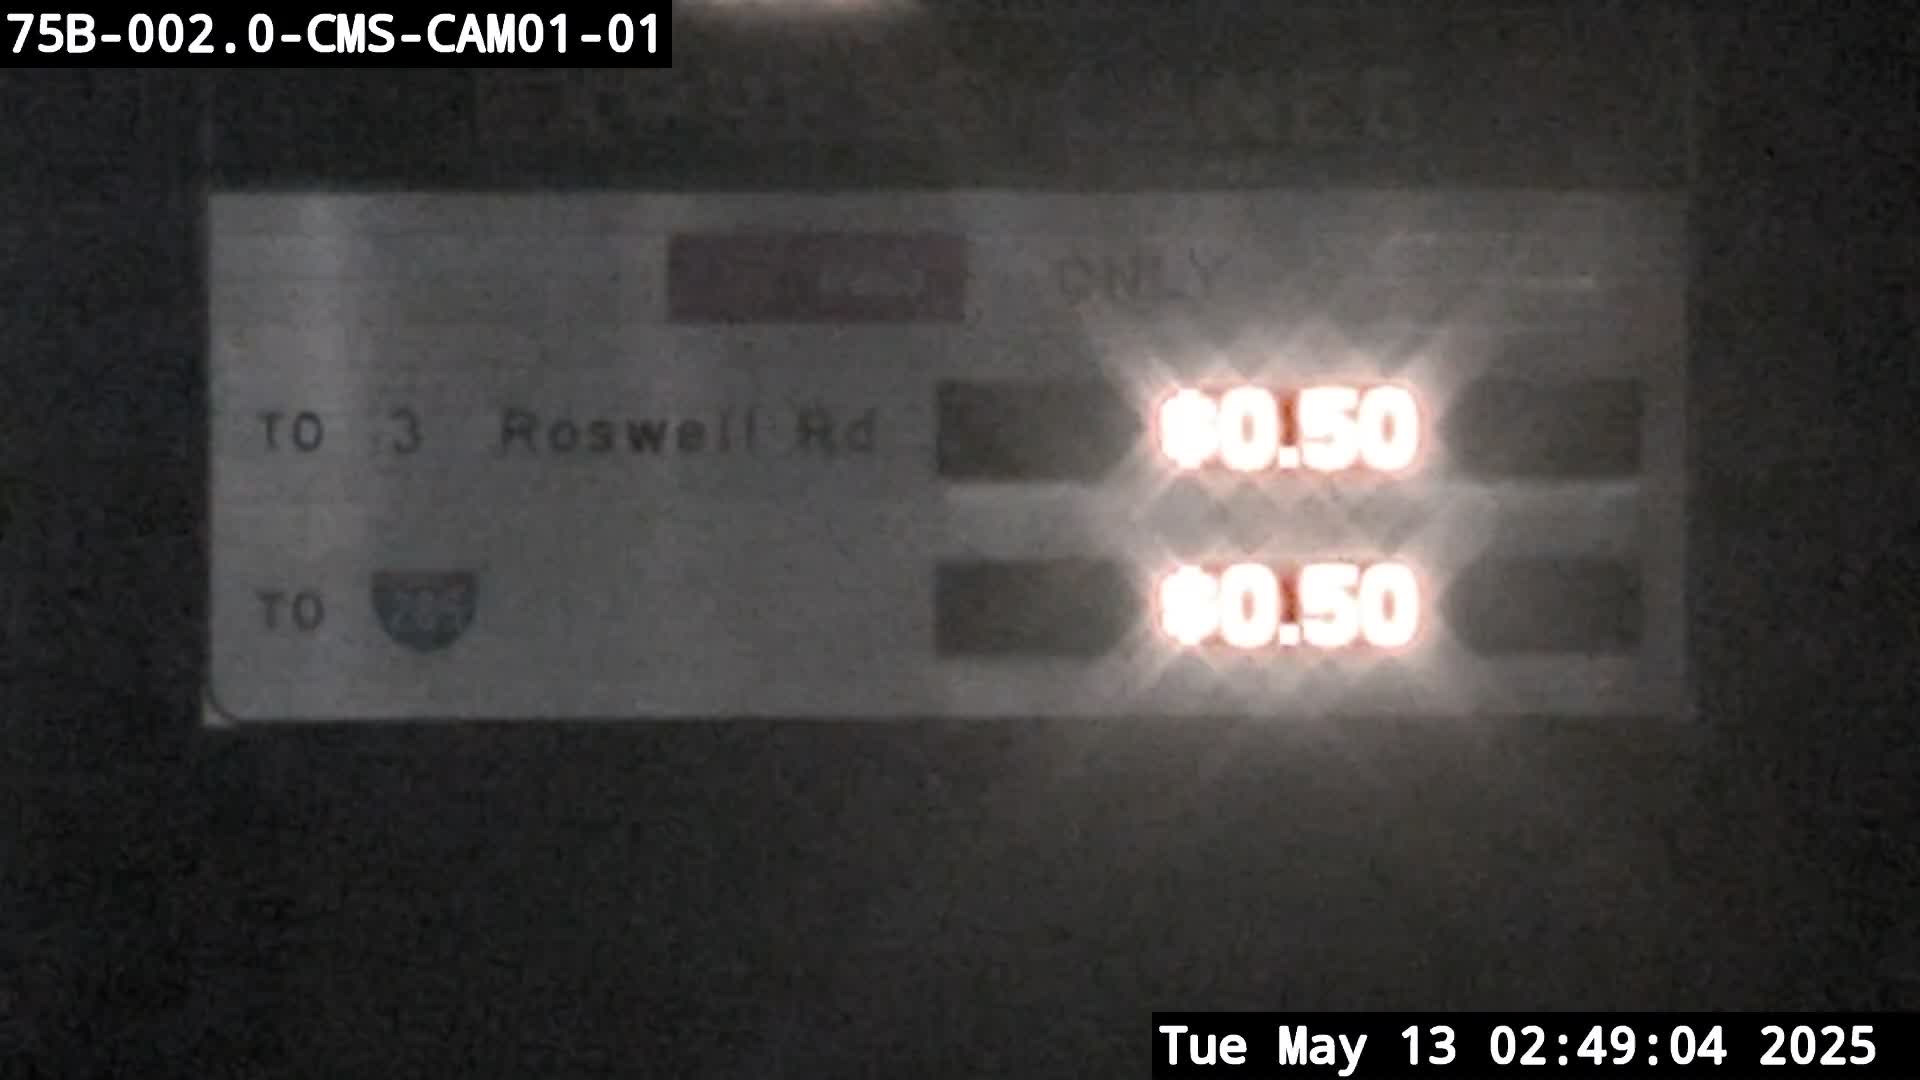 75B-002.0-CMS-CAM01-01
ONLY
TO 3 Roswell Rd $0.50
TO $0.50
Tue May 13 02:49:04 2025